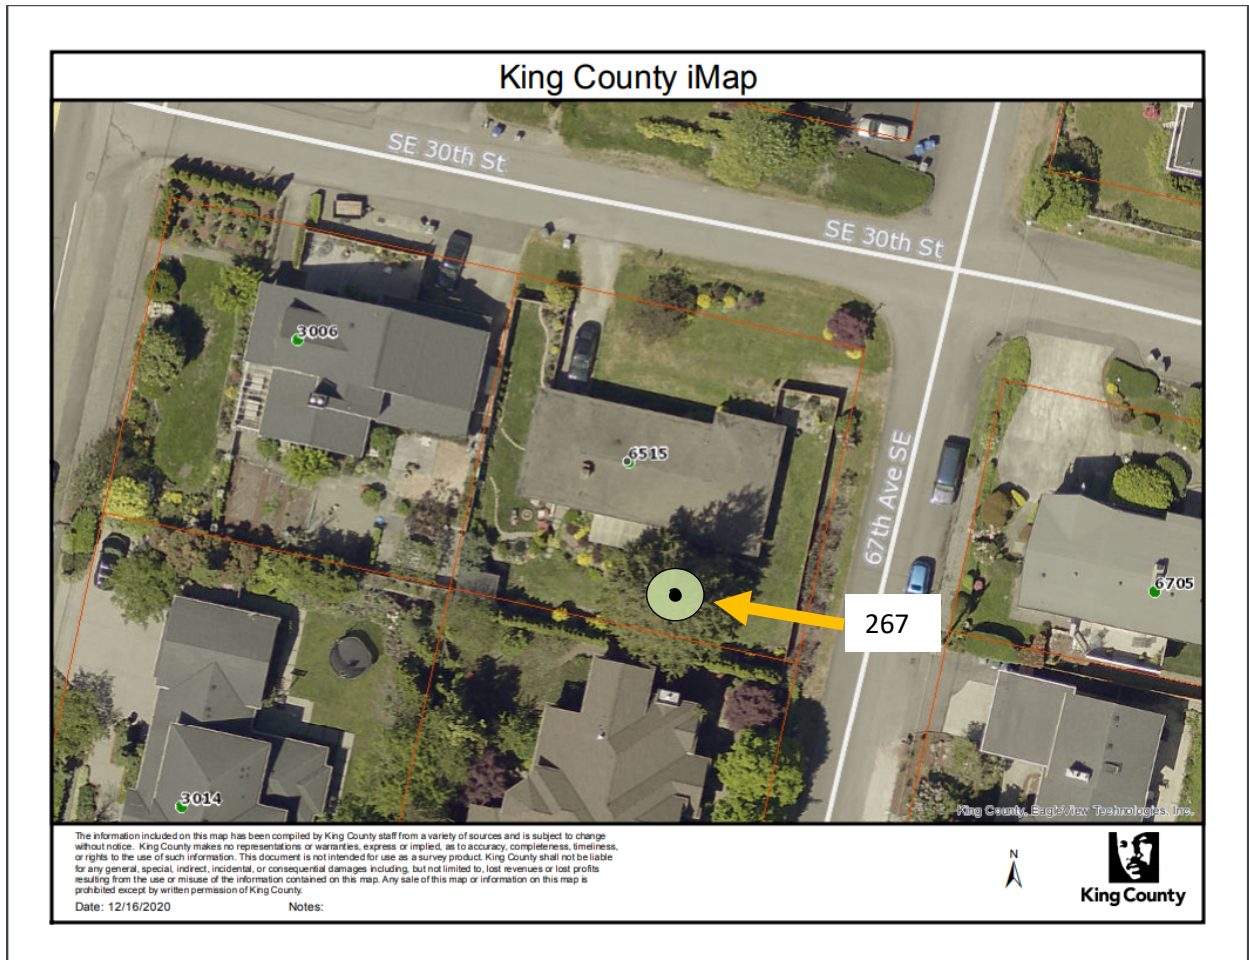 King County iMap
SE 30th St
SE 30th St
3006
6515
67th Ave SE
6705
267
3014
King County, EagleView Technologies, Inc.
The information included on this map has been compiled by King County staff from a variety of sources and is subject to change
without notice. King County makes no representations or warranties, express or implied, as to accuracy, completeness, timeliness,
or rights to the use of such information. This document is not intended for use as a survey product. King County shall not be liable
for any general, special, indirect, incidental, or consequential damages including, but not limited to, lost revenues or lost profits
resulting from the use or misuse of the information contained on this map. Any sale of this map or information on this map is
prohibited except by written permission of King County.
Date: 12/16/2020
Notes:
N
King County